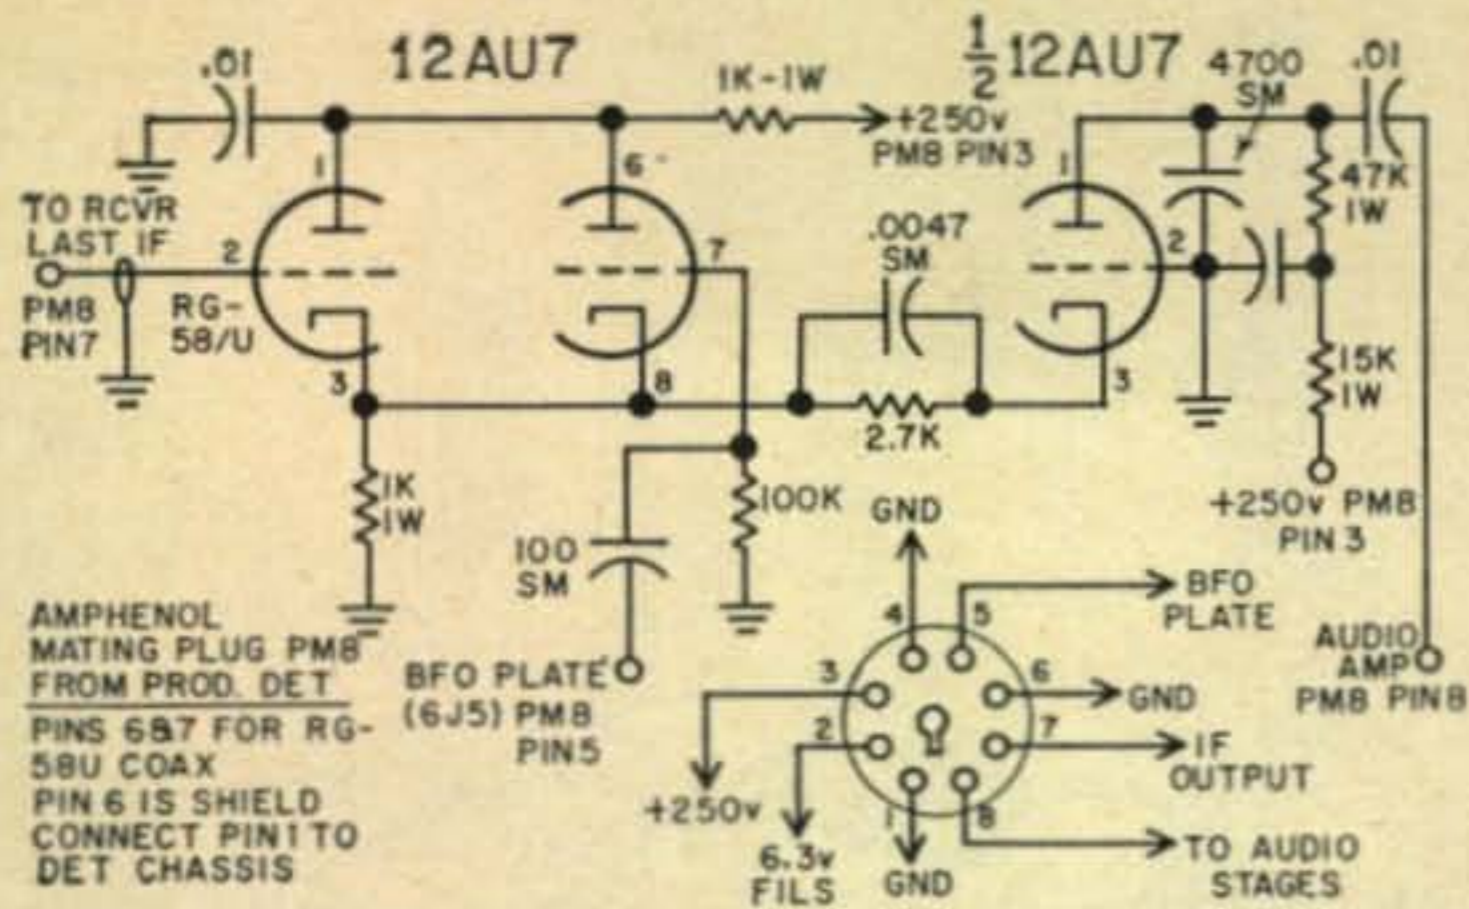 .01
12AU7
1K-1W
+250v
PM8 PIN3
1/2 12AU7
4700
SM
.01
TO RCVR
LAST IF
PM8
PIN7
RG-
58/U
1
2
3
6
7
8
.0047
SM
2.7K
1
2
3
47K
1W
15K
1W
+250v PM8
PIN 3
1K
1W
100
SM
100K
BFO PLATE
(6J5) PM8
PIN5
AUDIO
AMP
PM8 PIN8
AMPHENOL
MATING PLUG PM8
FROM PROD. DET
PINS 6&7 FOR RG-
58U COAX
PIN 6 IS SHIELD
CONNECT PIN 1 TO
DET CHASSIS
GND
4
5
BFO
PLATE
3
6
GND
2
7
IF
OUTPUT
+250v
1
8
6.3v
FILS
GND
TO AUDIO
STAGES